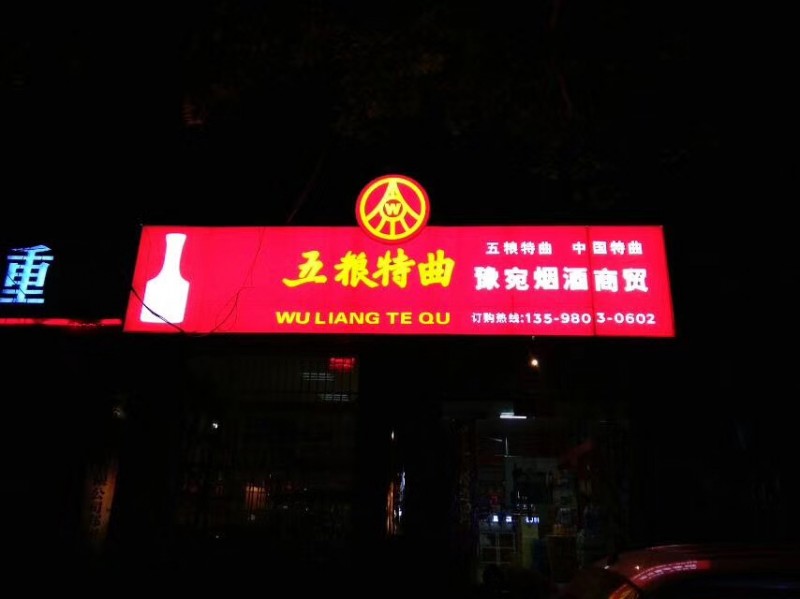 重
W
五粮特曲
WU LIANG TE QU
五粮特曲 中国特曲
豫宛烟酒商贸
订购热线:135-980 3-0602